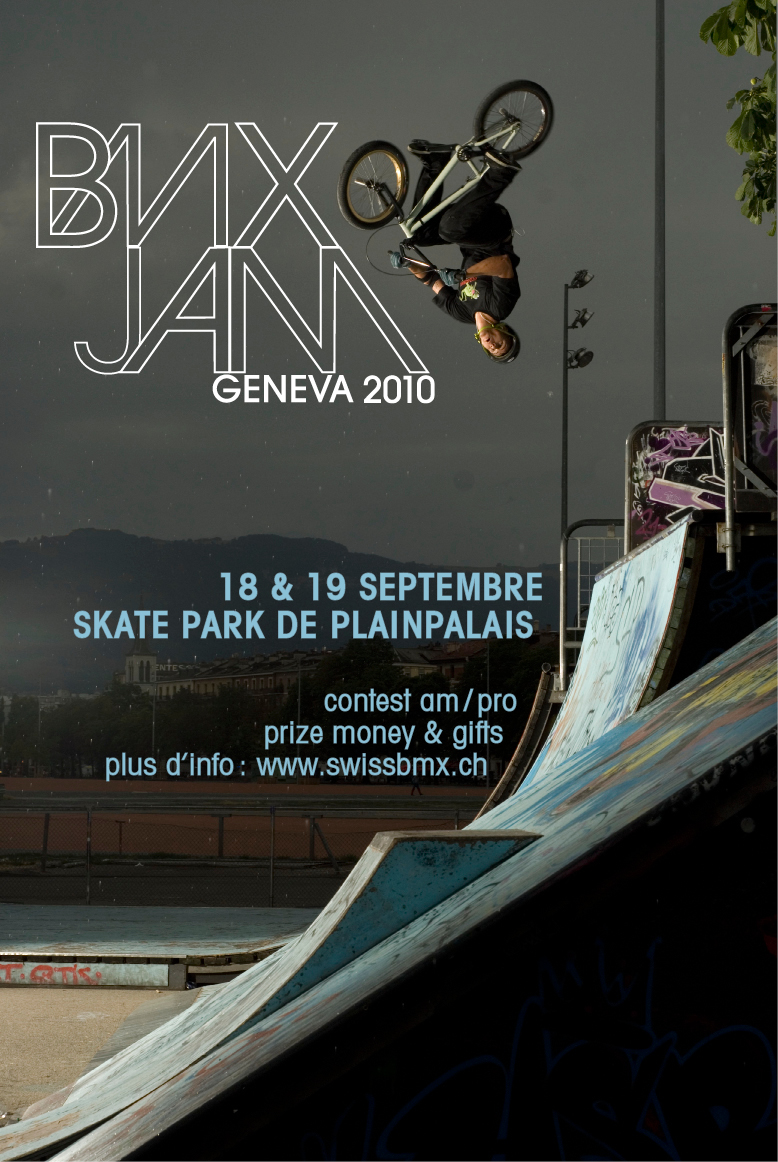 BMX
JAM
GENEVA 2010
18 & 19 SEPTEMBRE
SKATE PARK DE PLAINPALAIS
contest am/pro
prize money & gifts
plus d'info : www.swissbmx.ch